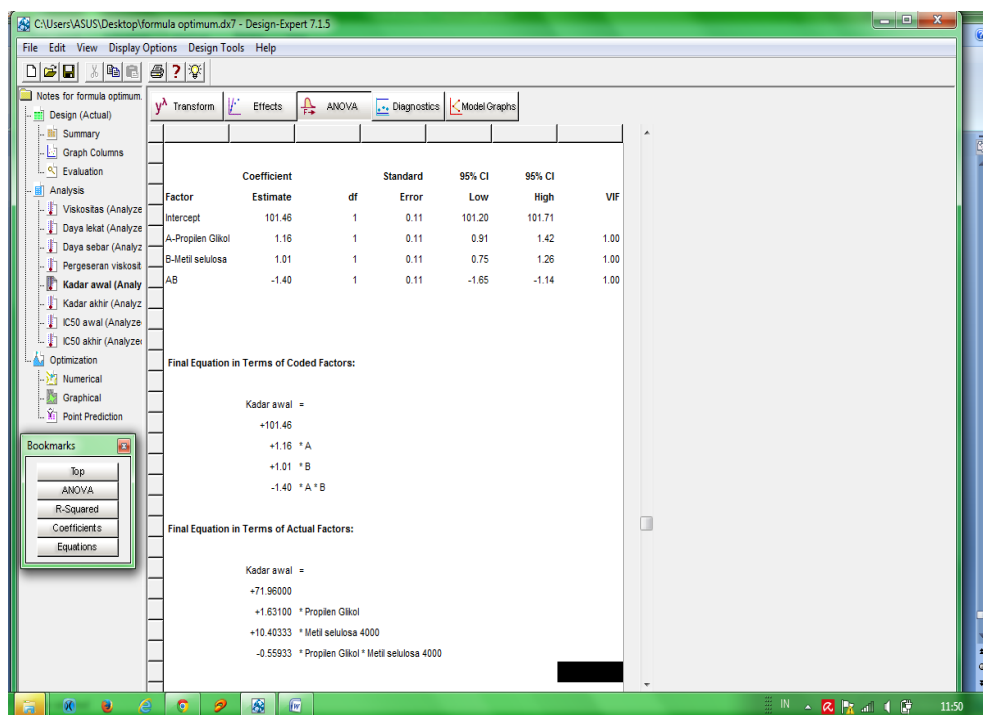 C:\Users\ASUS\Desktop\formula optimum.dx7 - Design-Expert 7.1.5
File Edit View Display Options Design Tools Help
Notes for formula optimum.
Design (Actual)
Summary
Graph Columns
Evaluation
Analysis
Viskositas (Analyze
Daya lekat (Analyze
Daya sebar (Analyz
Pergeseran viskosit
Kadar awal (Analy
Kadar akhir (Analyz
IC50 awal (Analyze
IC50 akhir (Analyze
Optimization
Numerical
Graphical
Point Prediction
Bookmarks
Top
ANOVA
R-Squared
Coefficients
Equations
yλ Transform Effects ANOVA Diagnostics Model Graphs
Coefficient Standard 95% CI 95% CI
Factor Estimate df Error Low High VIF
Intercept 101.46 1 0.11 101.20 101.71
A-Propilen Glikol 1.16 1 0.11 0.91 1.42 1.00
B-Metil selulosa 1.01 1 0.11 0.75 1.26 1.00
AB -1.40 1 0.11 -1.65 -1.14 1.00
Final Equation in Terms of Coded Factors:
Kadar awal =
+101.46
+1.16 * A
+1.01 * B
-1.40 * A * B
Final Equation in Terms of Actual Factors:
Kadar awal =
+71.96000
+1.63100 * Propilen Glikol
+10.40333 * Metil selulosa 4000
-0.55933 * Propilen Glikol * Metil selulosa 4000
IN 11:50